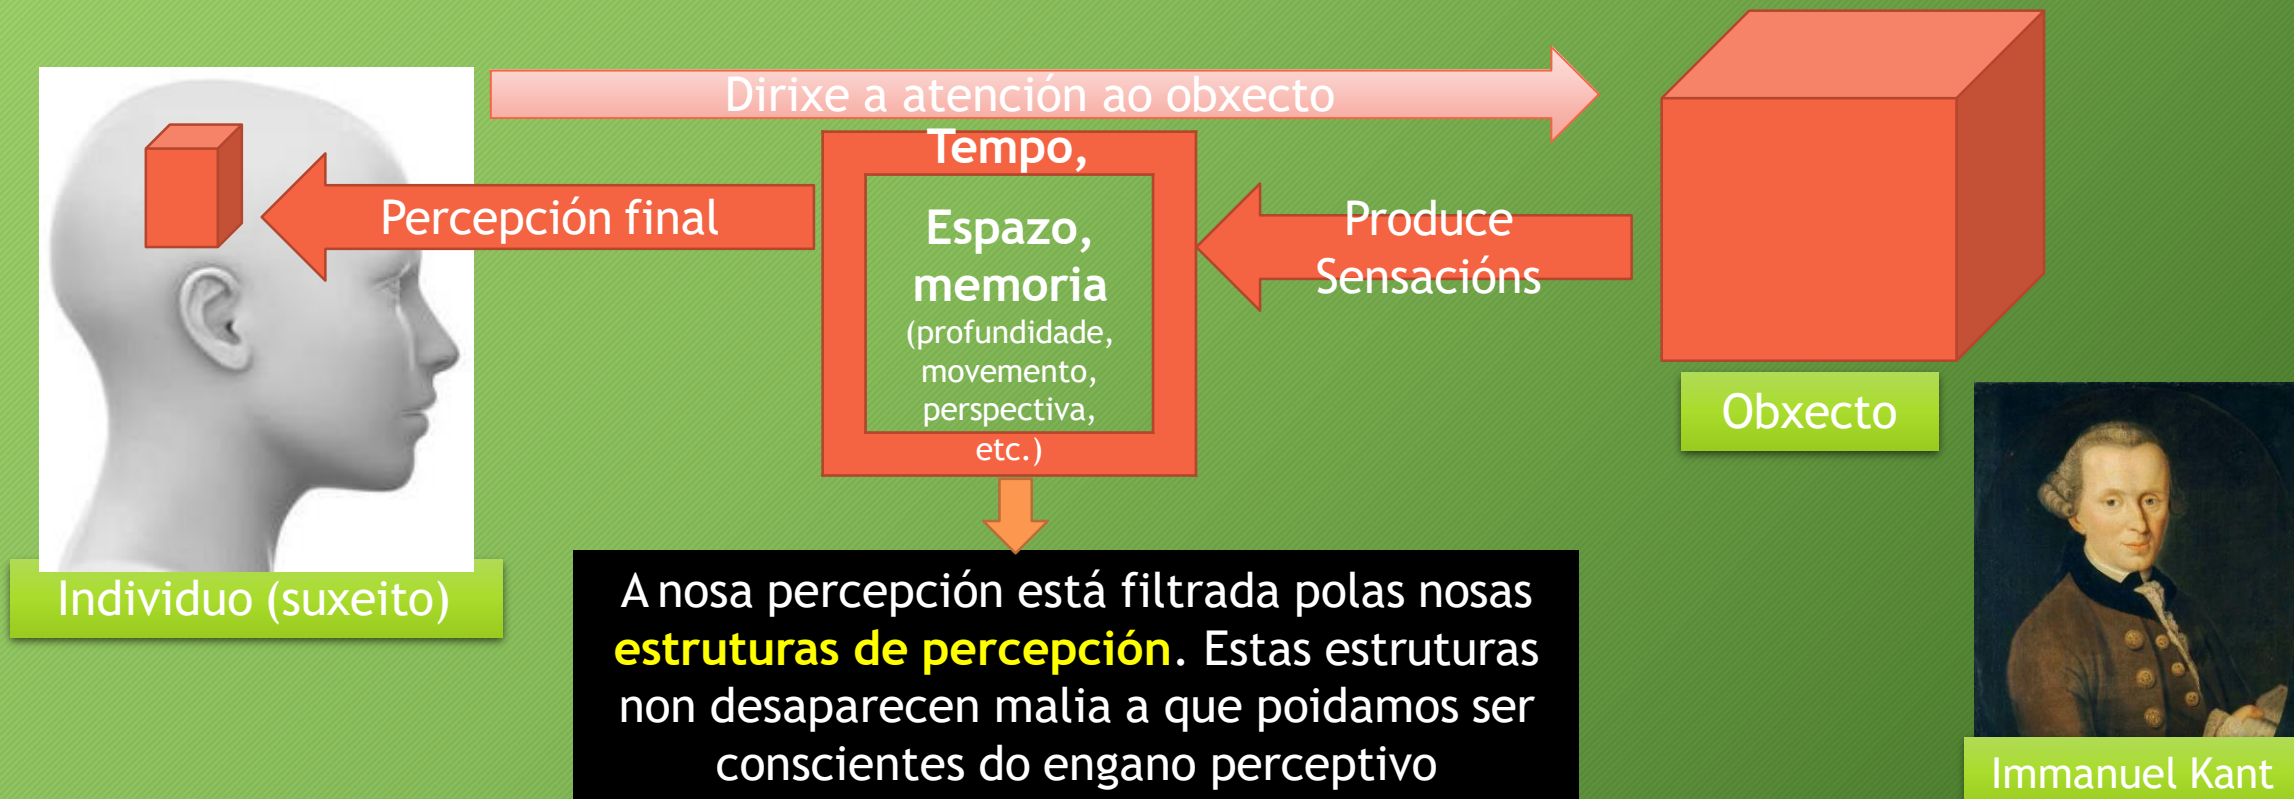 Dirixe a atención ao obxecto
Percepción final
Tempo,
Espazo,
memoria
(profundidade,
movemento,
perspectiva,
etc.)
Produce
Sensacións
Obxecto
Individuo (suxeito)
A nosa percepción está filtrada polas nosas
estruturas de percepción. Estas estruturas
non desaparecen malia a que poidamos ser
conscientes do engano perceptivo
Immanuel Kant